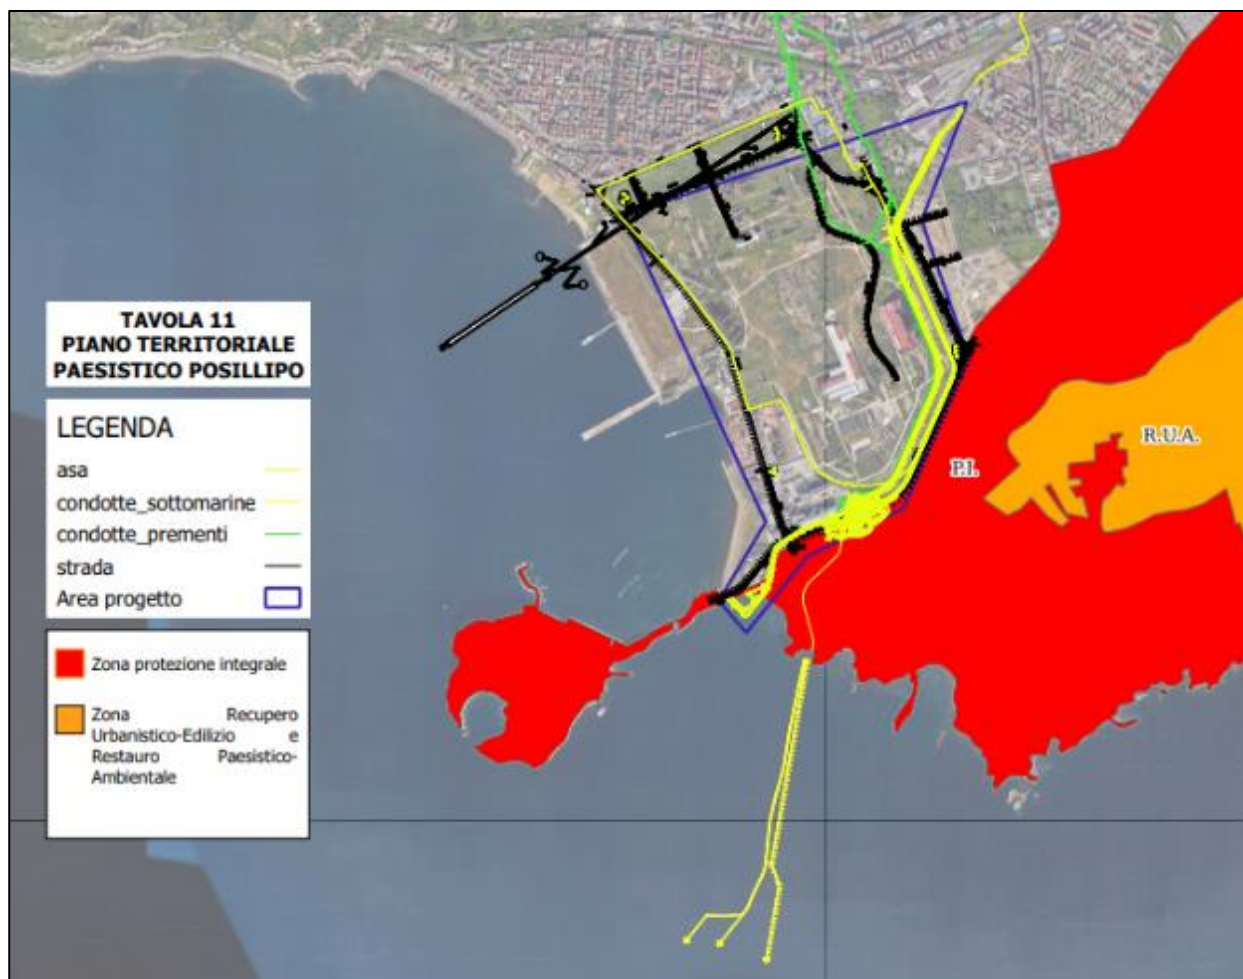 TAVOLA 11
PIANO TERRITORIALE
PAESISTICO POSILLIPO
LEGENDA
asa
condotte_sottomarine
condotte_prementi
strada
Area progetto
Zona protezione integrale
Zona Recupero
Urbanistico-Edilizio e
Restauro Paesistico-
Ambientale
R.U.A.
P.I.